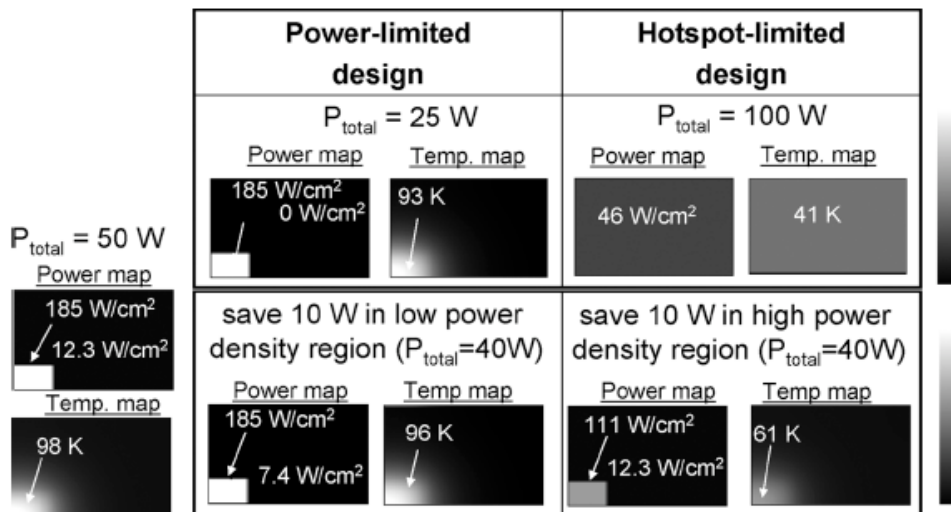 P_total = 50 W
Power map
185 W/cm²
12.3 W/cm²
Temp. map
98 K
Power-limited
design
P_total = 25 W
Power map
Temp. map
185 W/cm²
0 W/cm²
93 K
Hotspot-limited
design
P_total = 100 W
Power map
Temp. map
46 W/cm²
41 K
save 10 W in low power
density region (P_total=40W)
Power map
Temp map
185 W/cm²
7.4 W/cm²
96 K
save 10 W in high power
density region (P_total=40W)
Power map
Temp. map
111 W/cm²
12.3 W/cm²
61 K